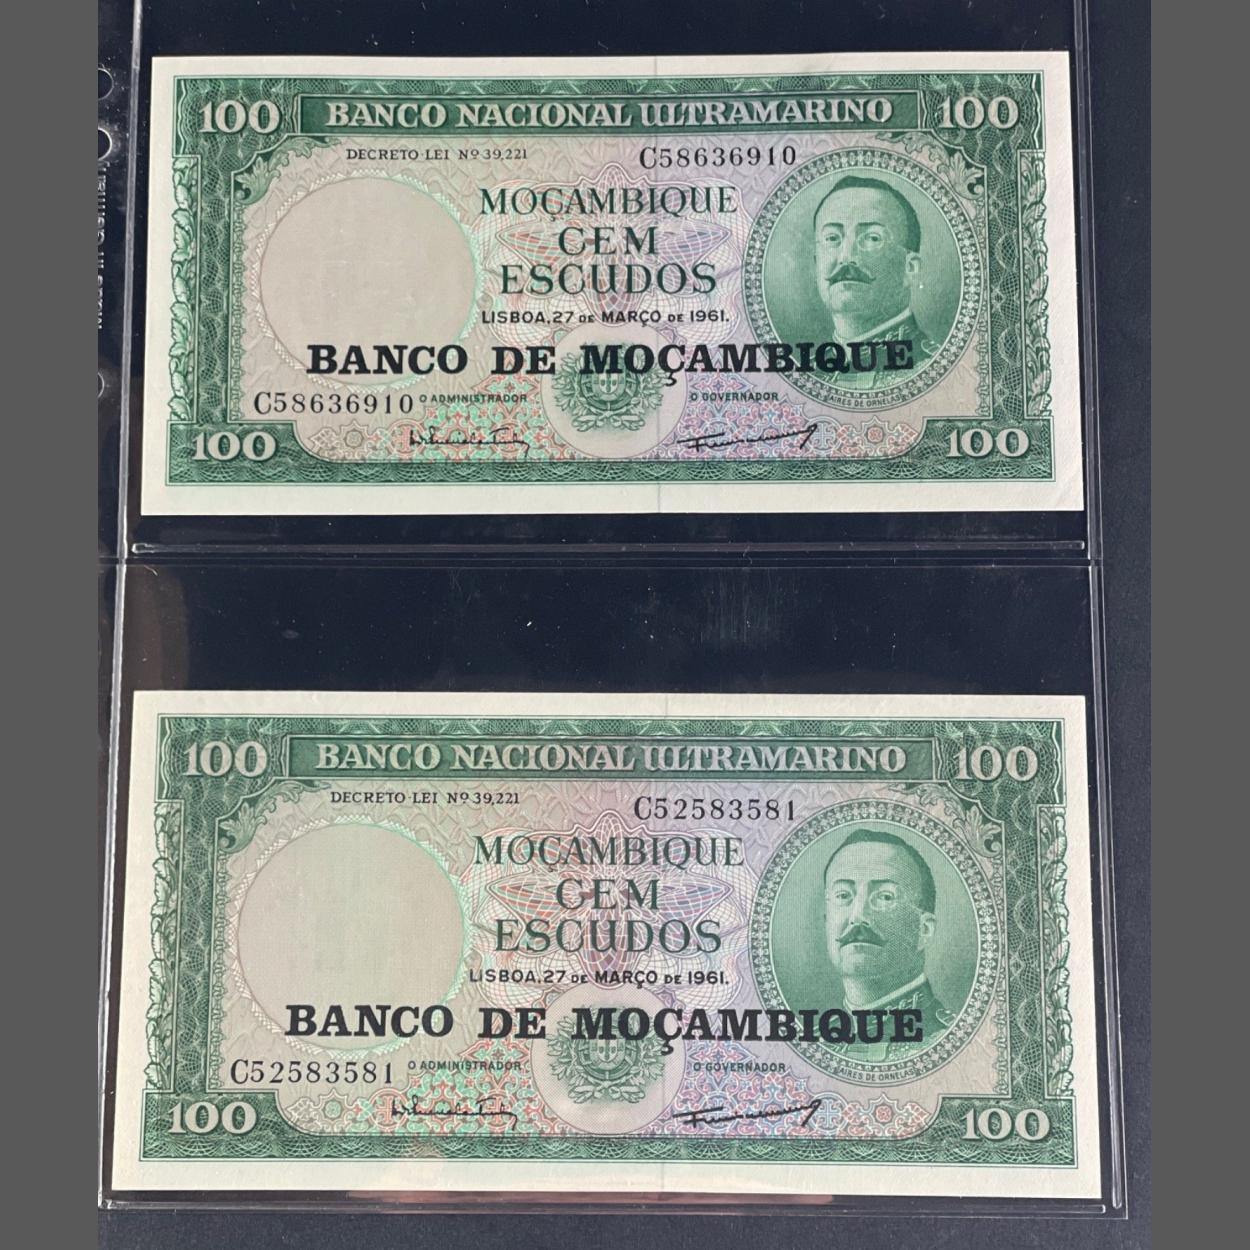 100 BANCO NACIONAL ULTRAMARINO 100
DECRETO-LEI Nº 39,221
C58636910
MOÇAMBIQUE
CEM
ESCUDOS
LISBOA, 27 DE MARÇO DE 1961.
BANCO DE MOÇAMBIQUE
C58636910
O ADMINISTRADOR
O GOVERNADOR
AIRES DE ORNELAS
100
100
100 BANCO NACIONAL ULTRAMARINO 100
DECRETO-LEI Nº 39,221
C52583581
MOÇAMBIQUE
CEM
ESCUDOS
LISBOA, 27 DE MARÇO DE 1961.
BANCO DE MOÇAMBIQUE
C52583581
O ADMINISTRADOR
O GOVERNADOR
AIRES DE ORNELAS
100
100